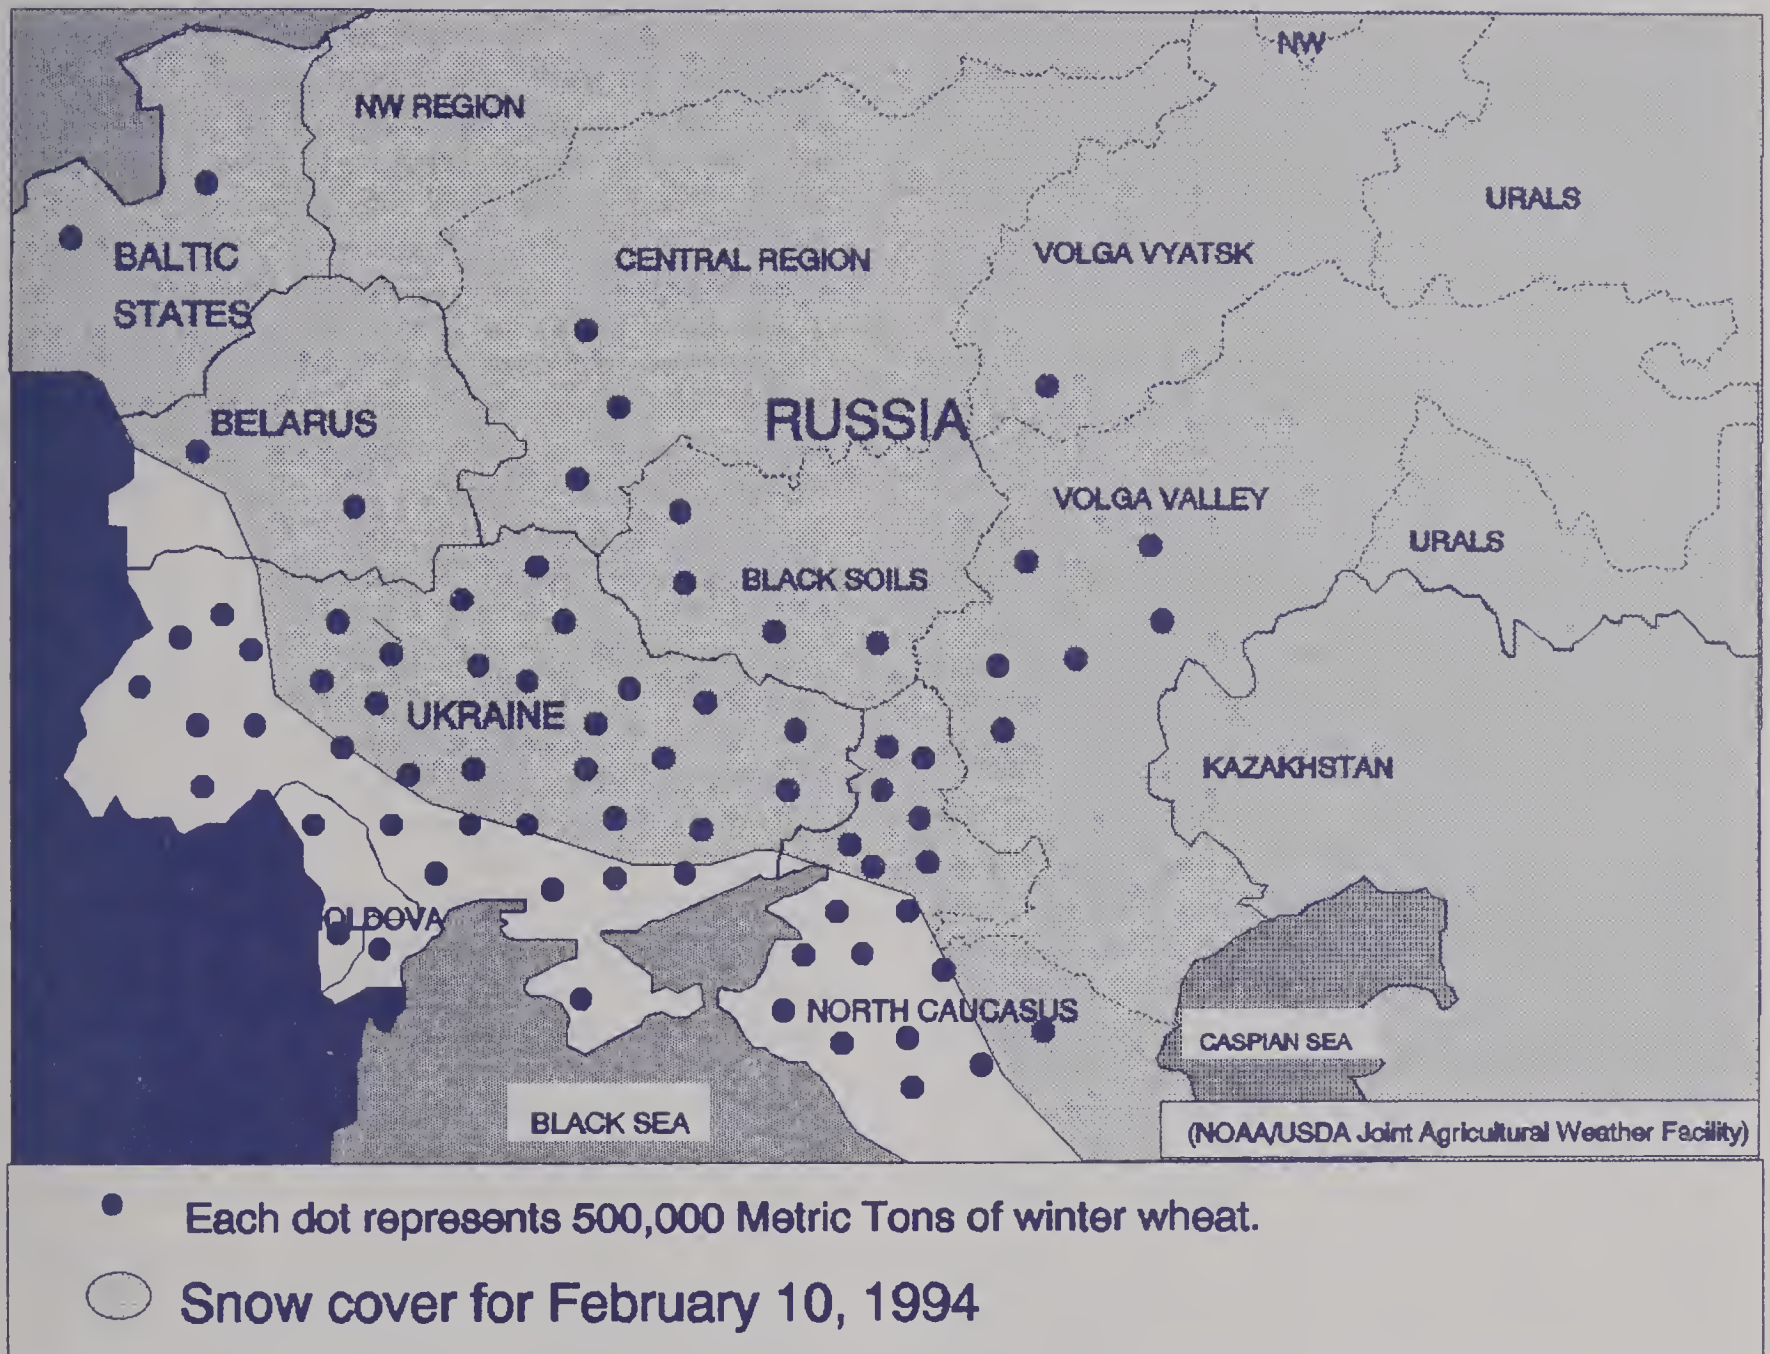 NW
NW REGION
URALS
BALTIC
STATES
CENTRAL REGION
VOLGA VYATSK
BELARUS
RUSSIA
VOLGA VALLEY
URALS
BLACK SOILS
UKRAINE
KAZAKHSTAN
OLDOVA
NORTH CAUCASUS
CASPIAN SEA
BLACK SEA
(NOAA/USDA Joint Agricultural Weather Facility)
Each dot represents 500,000 Metric Tons of winter wheat.
Snow cover for February 10, 1994